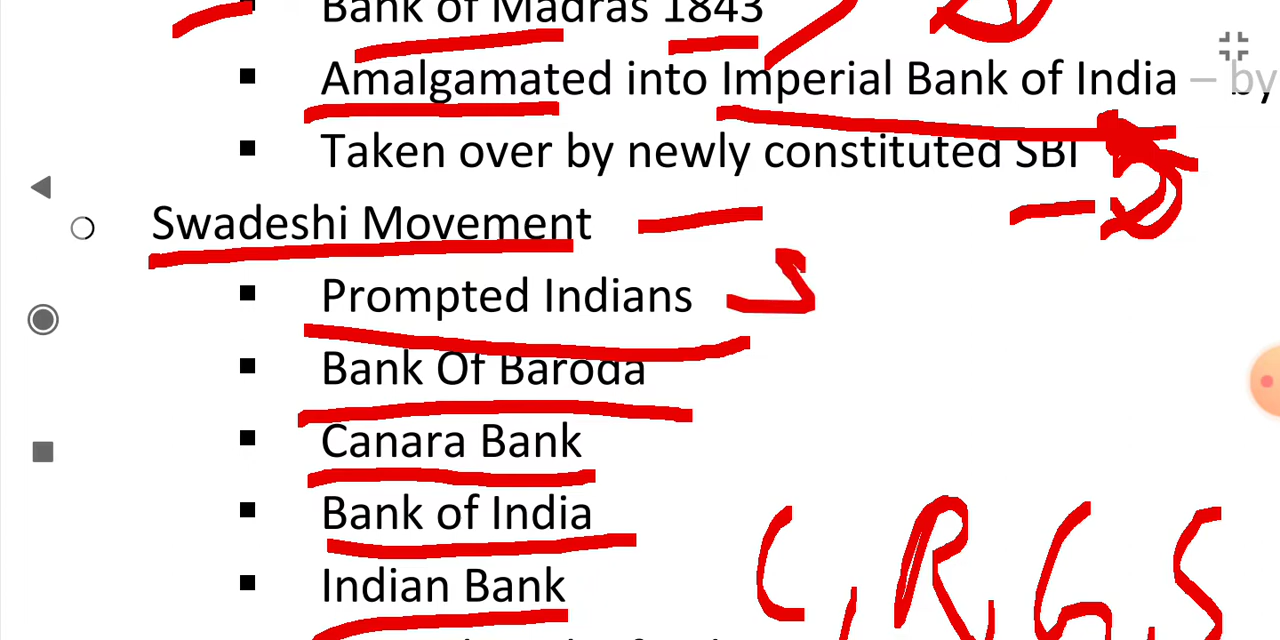 Bank of Madras 1843
▪ Amalgamated into Imperial Bank of India – by
▪ Taken over by newly constituted SBI
○ Swadeshi Movement
▪ Prompted Indians
▪ Bank Of Baroda
▪ Canara Bank
▪ Bank of India
▪ Indian Bank
C, R, G, S